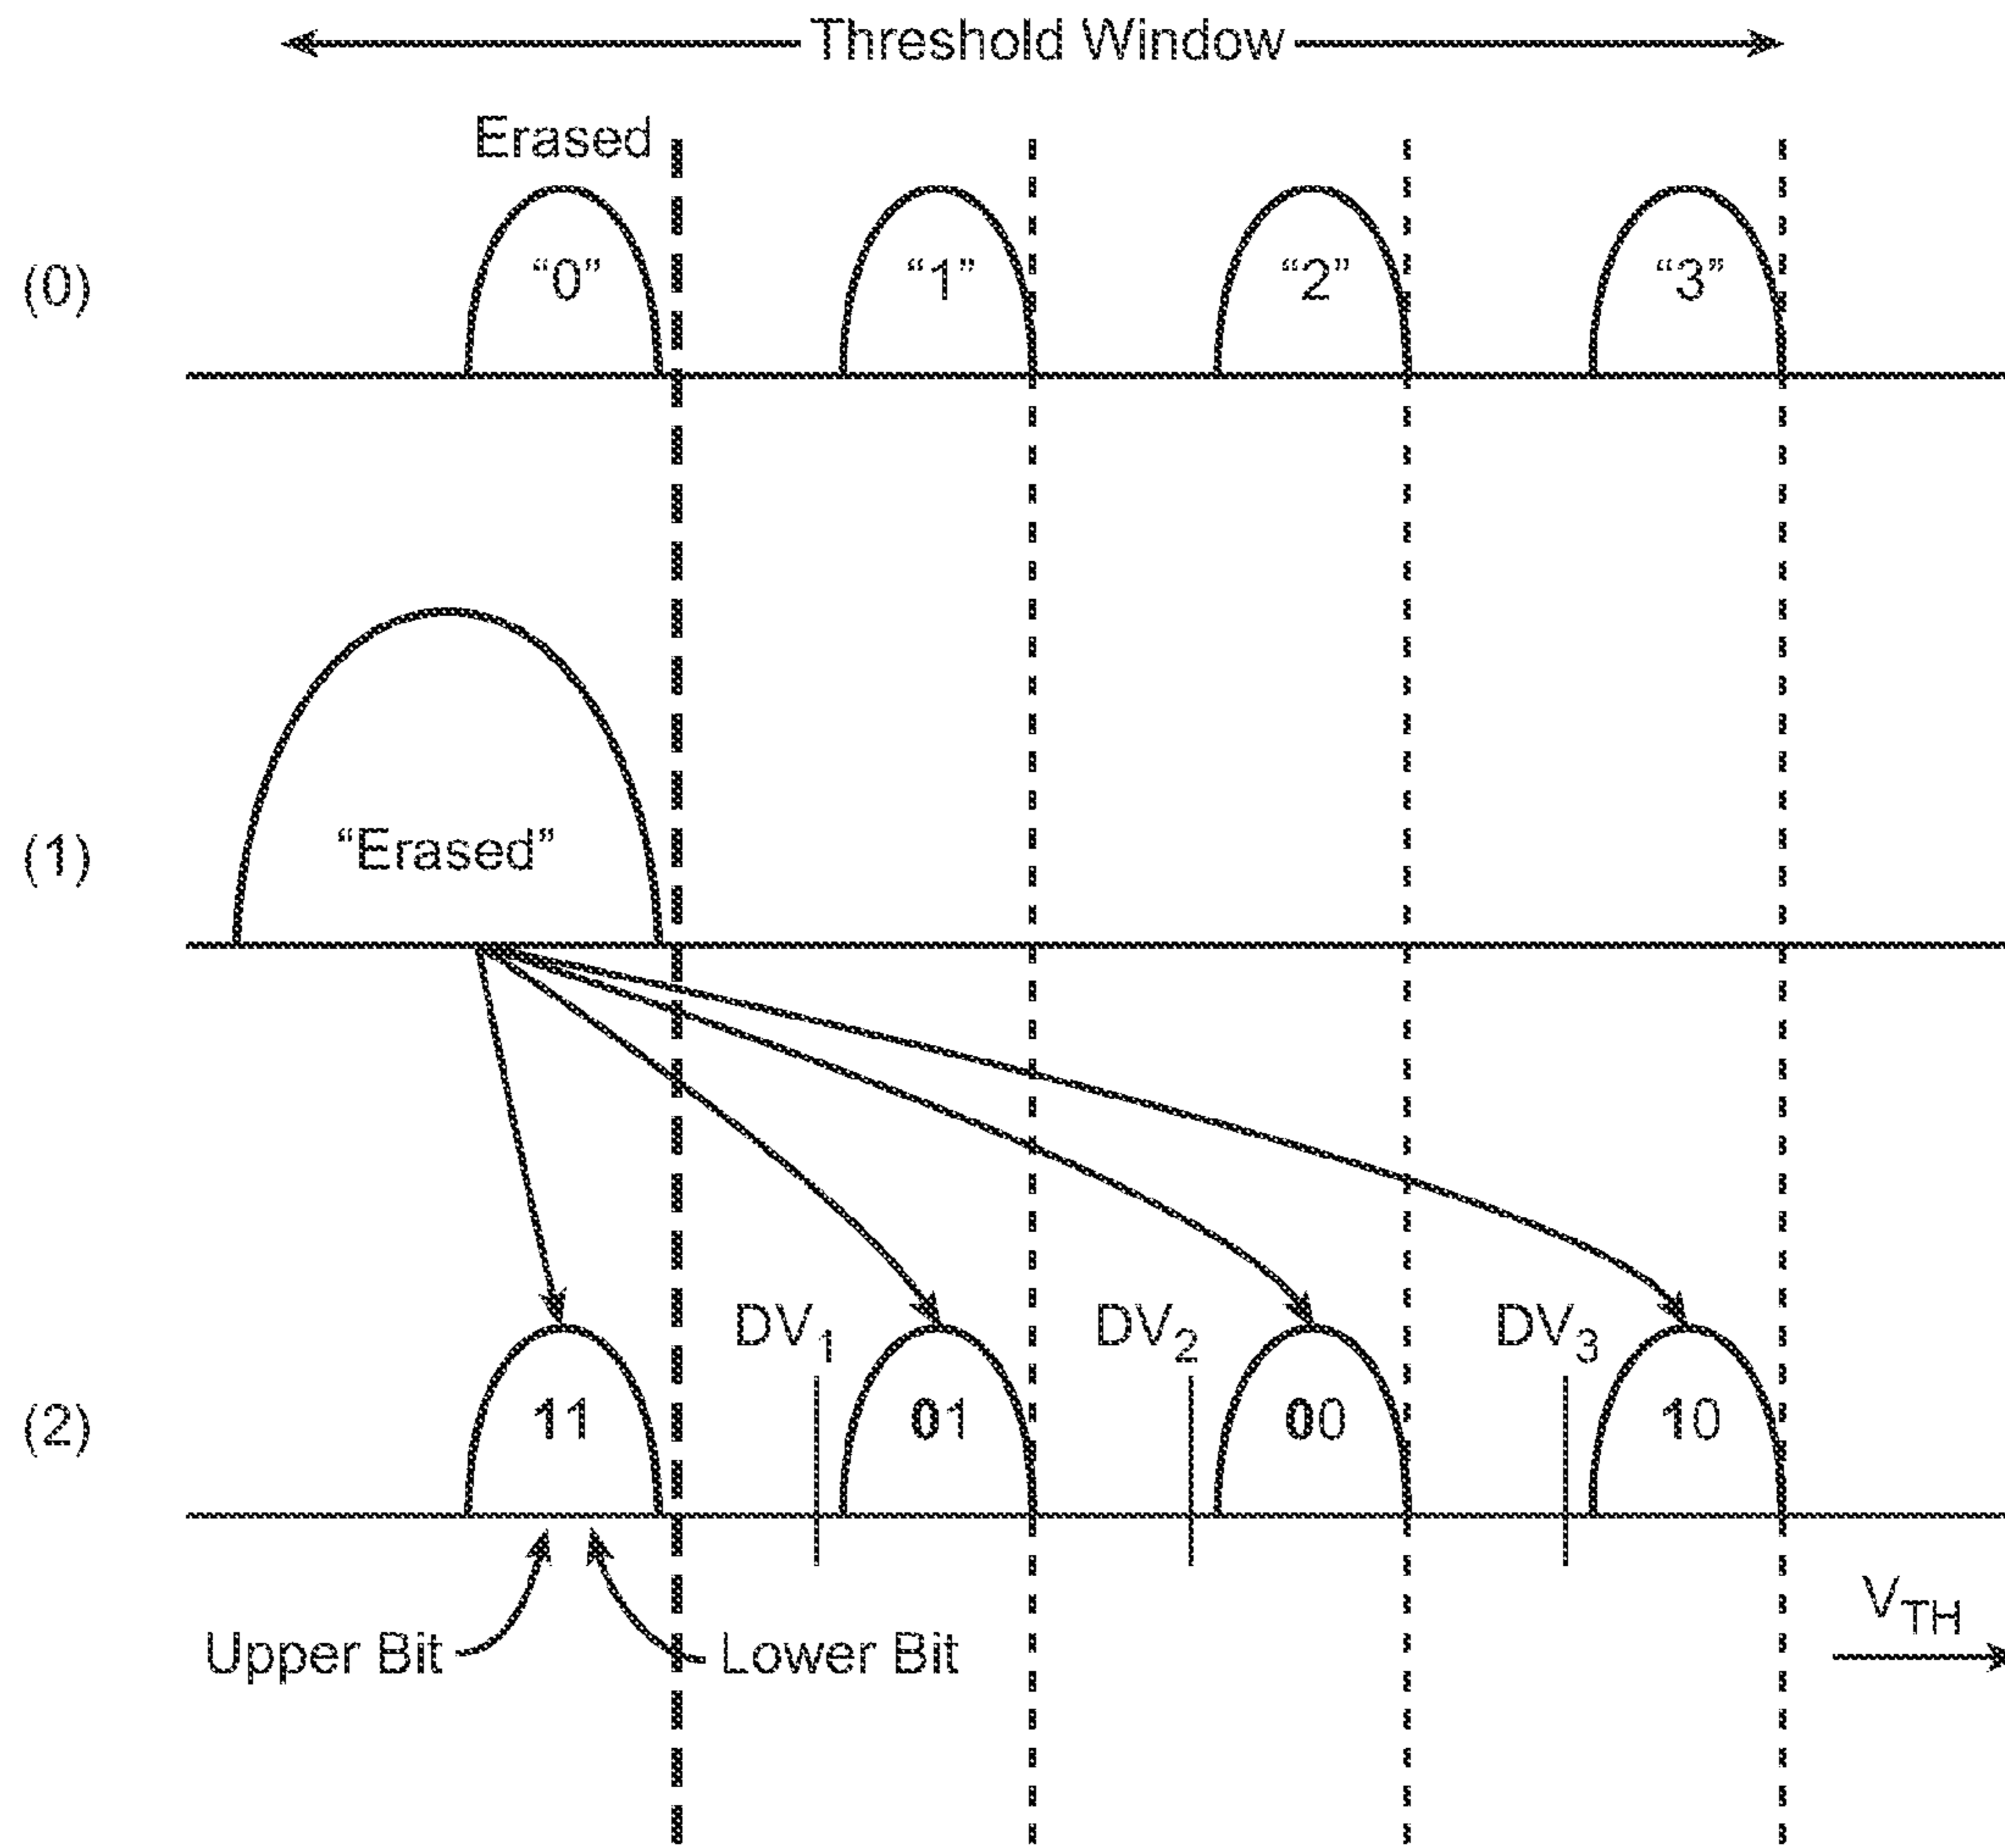 Threshold Window
Erased
(0) “0” “1” “2” “3”
(1) “Erased”
DV1 DV2 DV3
(2) 11 01 00 10
Upper Bit Lower Bit VTH